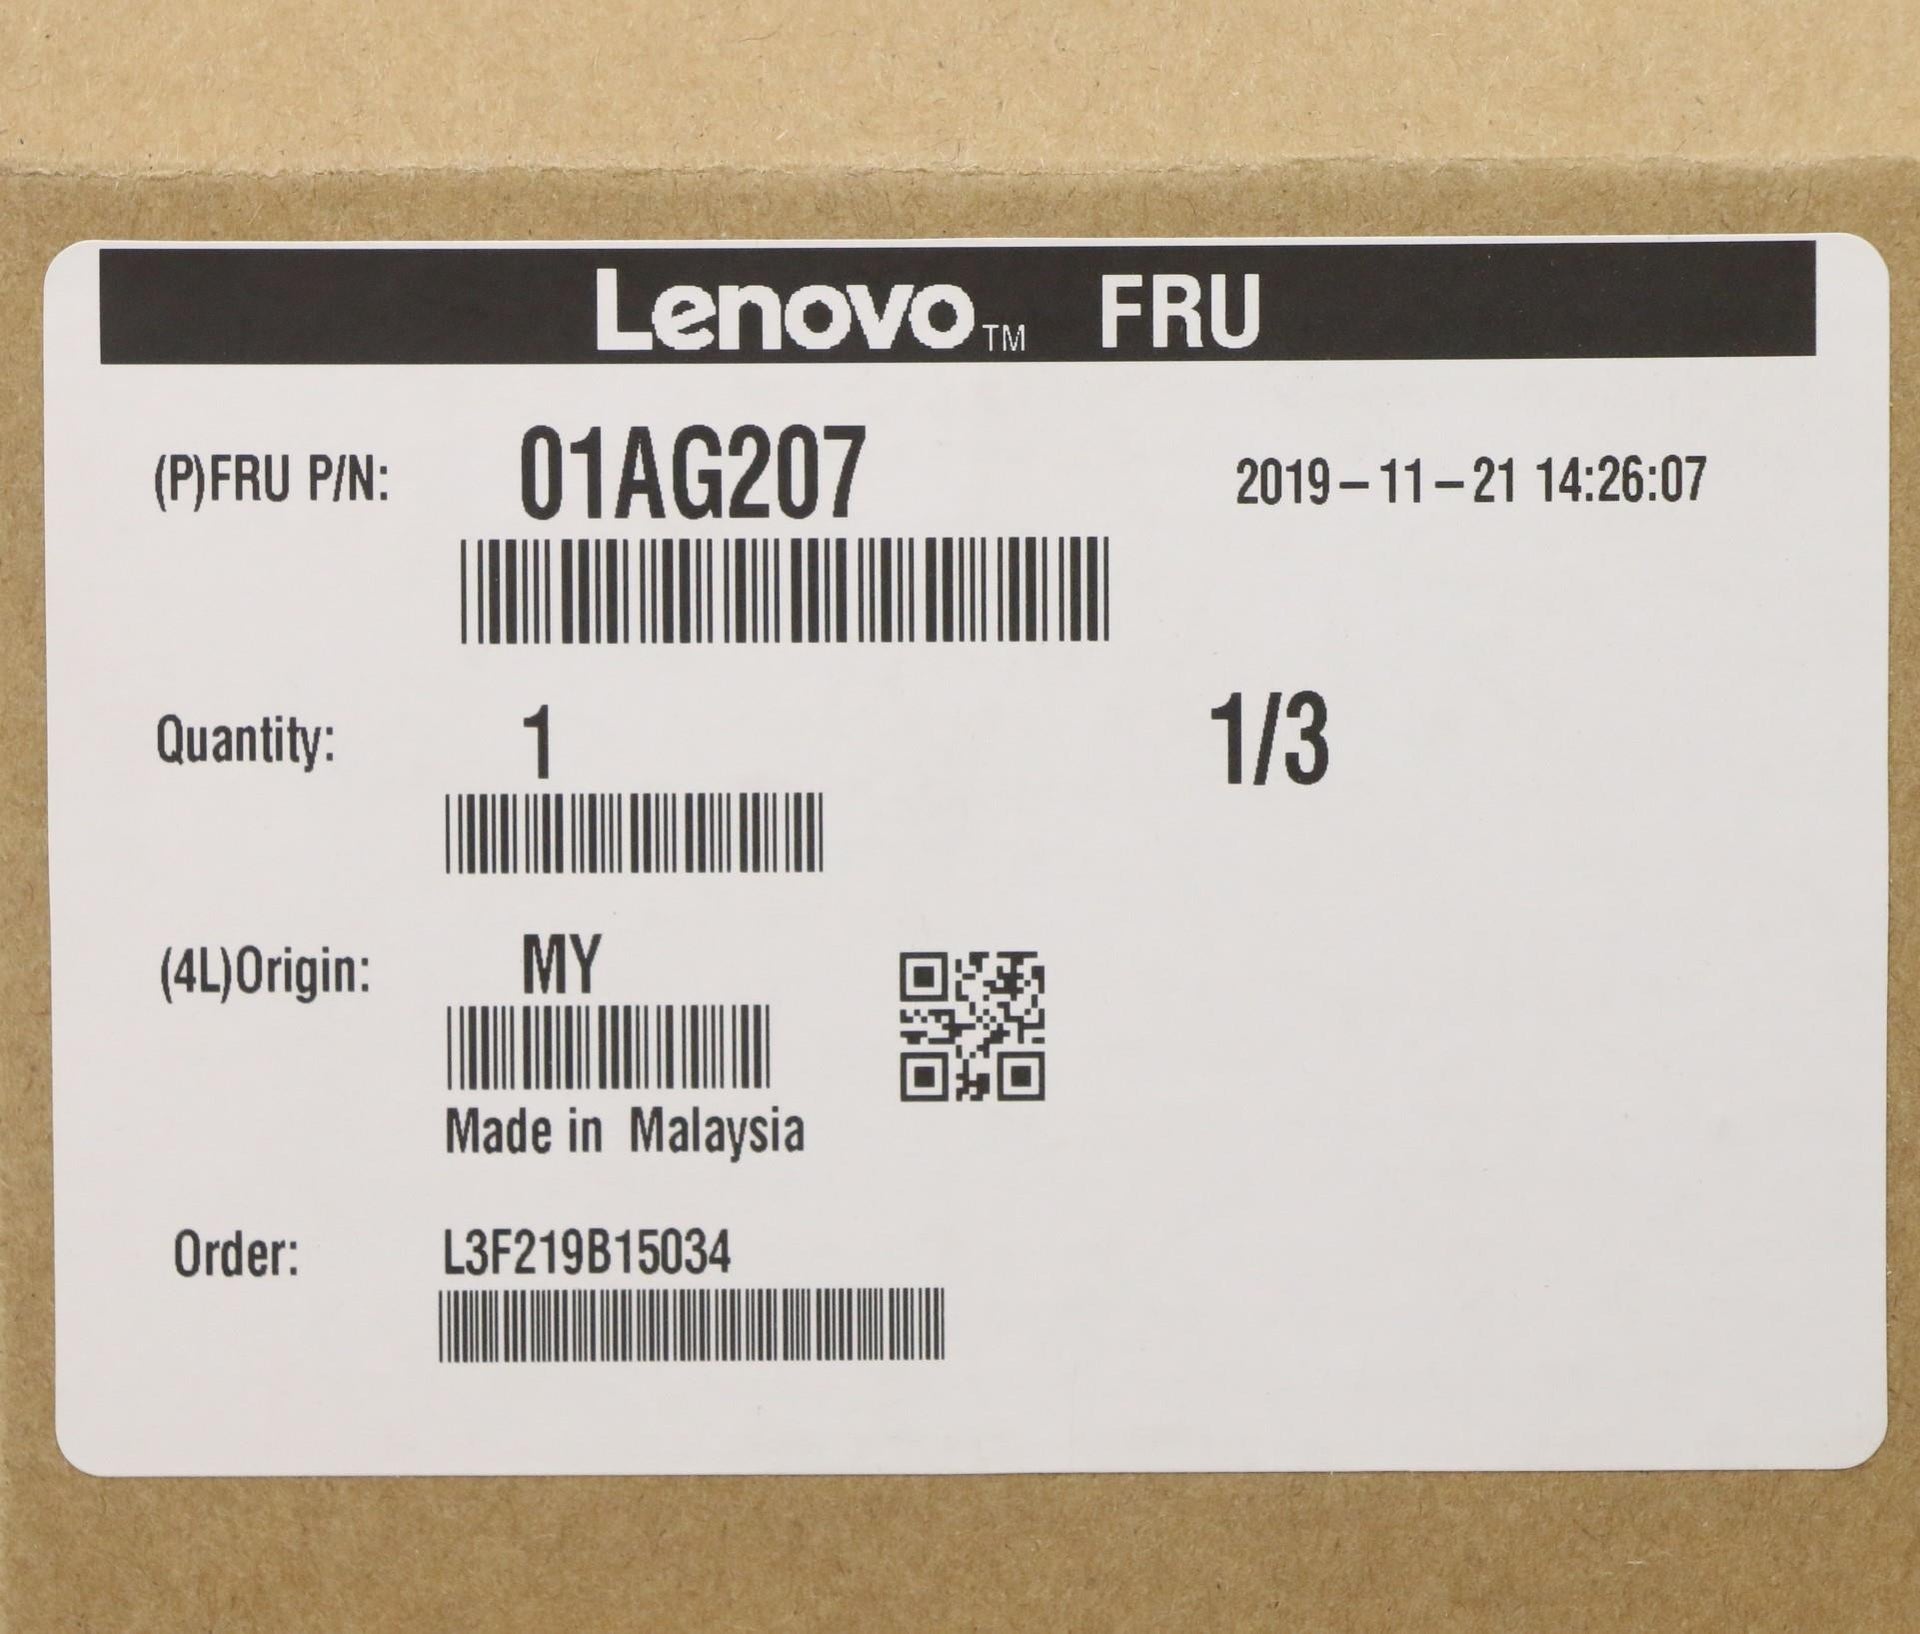 Lenovo™ FRU
(P)FRU P/N: 01AG207 2019-11-21 14:26:07
Quantity: 1 1/3
(4L)Origin: MY
Made in Malaysia
Order: L3F219B15034